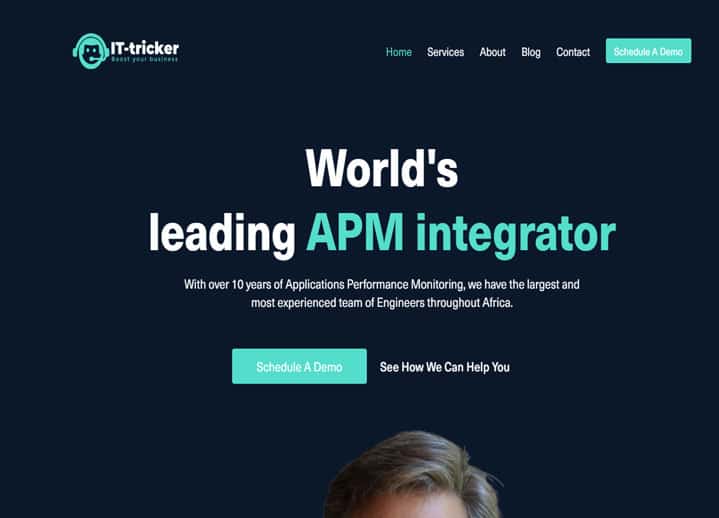 IT-tricker
Boost your business
Home Services About Blog Contact Schedule A Demo
World's
leading APM integrator
With over 10 years of Applications Performance Monitoring, we have the largest and
most experienced team of Engineers throughout Africa.
Schedule A Demo See How We Can Help You